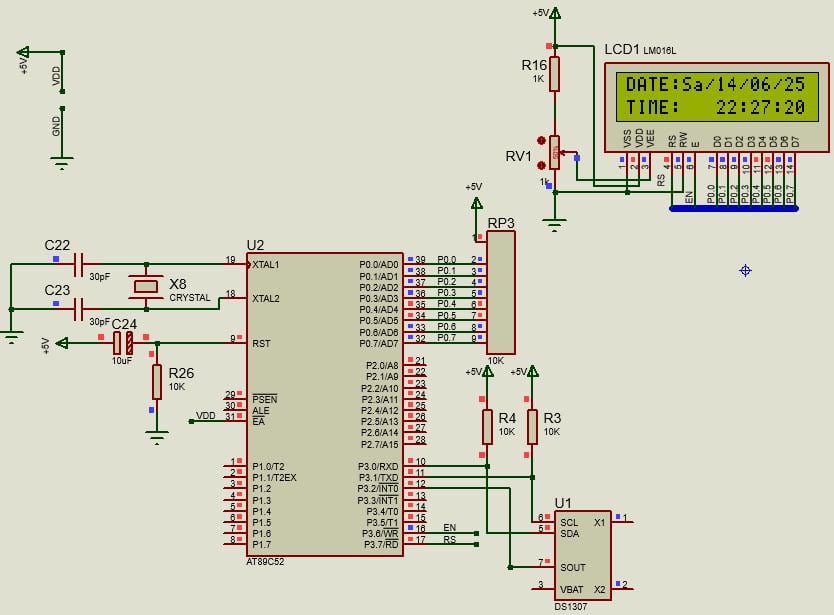 +5V
VDD
GND
+5V
R16
1K
RV1
50%
1k
LCD1 LM016L
DATE:Sa/14/06/25
TIME: 22:27:20
VSS VDD VEE RS RW E D0 D1 D2 D3 D4 D5 D6 D7
1 2 3 4 5 6 7 8 9 10 11 12 13 14
RS EN P0.0 P0.1 P0.2 P0.3 P0.4 P0.5 P0.6 P0.7
C22
30pF
C23
30pF
X8
CRYSTAL
+5V
C24
10uF
R26
10K
VDD
U2
19 XTAL1
18 XTAL2
9 RST
29 PSEN
30 ALE
31 EA
1 P1.0/T2
2 P1.1/T2EX
3 P1.2
4 P1.3
5 P1.4
6 P1.5
7 P1.6
8 P1.7
P0.0/AD0 39 P0.0 2
P0.1/AD1 38 P0.1 3
P0.2/AD2 37 P0.2 4
P0.3/AD3 36 P0.3 5
P0.4/AD4 35 P0.4 6
P0.5/AD5 34 P0.5 7
P0.6/AD6 33 P0.6 8
P0.7/AD7 32 P0.7 9
P2.0/A8 21
P2.1/A9 22
P2.2/A10 23
P2.3/A11 24
P2.4/A12 25
P2.5/A13 26
P2.6/A14 27
P2.7/A15 28
P3.0/RXD 10
P3.1/TXD 11
P3.2/INT0 12
P3.3/INT1 13
P3.4/T0 14
P3.5/T1 15
P3.6/WR 16 EN
P3.7/RD 17 RS
AT89C52
+5V
RP3
1
10K
+5V
R4
10K
+5V
R3
10K
U1
6 SCL X1 1
5 SDA
7 SOUT
3 VBAT X2 2
DS1307